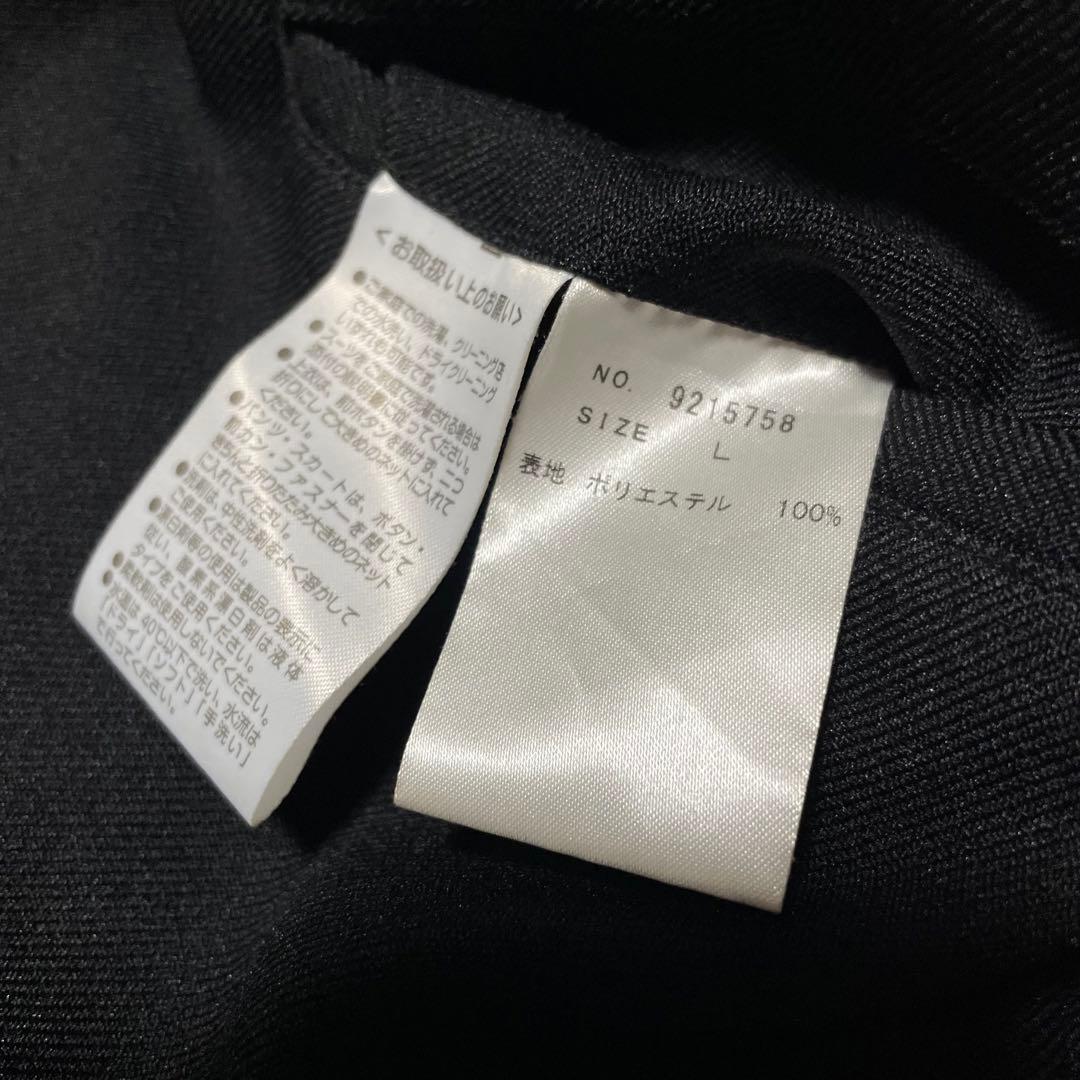 <お取扱い上のお願い>
●ご家庭での洗濯、クリーニング店
での水洗い、ドライクリーニング
いずれも可能です。
●スーツをご家庭でお洗濯される場合は
添付の洗濯
に従ってください。
●上衣は、前ボタンを掛けず、二つ
折りにして大きめのネットに入れて
ください。
●パンツ・スカートは、ボタン・
前カン・ファスナーを閉じて
きちんと折りたたみ大きめのネット
に入れてください。
●洗剤は、中性洗剤をよく溶かして
ご使用ください。
●漂白剤等の使用は製品の表示に
従い、酸素系漂白剤は液体
タイプをご使用ください。
●柔軟剤は使用しないでください。
●水温は40℃以下で洗い、水流は
「ドライ」「ソフト」「手洗い」
で行ってください。
NO. 9215758
SIZE L
表地 ポリエステル 100%